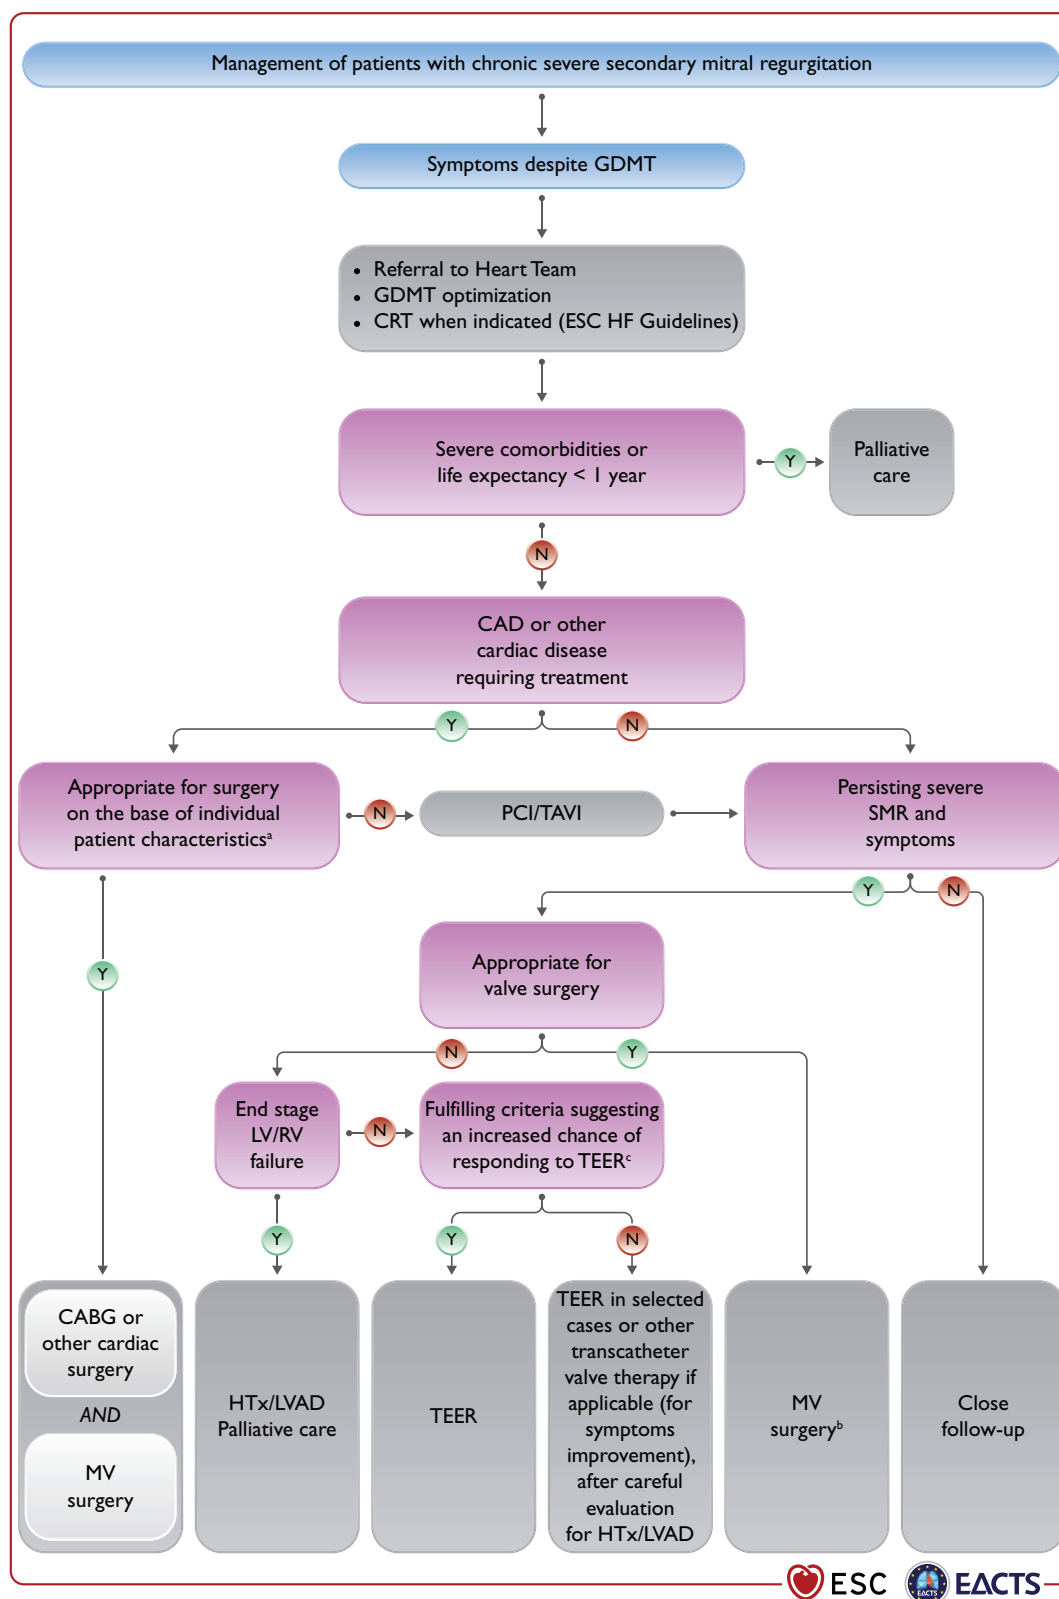 Management of patients with chronic severe secondary mitral regurgitation
Symptoms despite GDMT
• Referral to Heart Team
• GDMT optimization
• CRT when indicated (ESC HF Guidelines)
Severe comorbidities or
life expectancy < 1 year
Y
Palliative
care
N
CAD or other
cardiac disease
requiring treatment
Y
N
Appropriate for surgery
on the base of individual
patient characteristicsᵃ
N
PCI/TAVI
Persisting severe
SMR and
symptoms
Y
N
Appropriate for
valve surgery
Y
N
Y
End stage
LV/RV
failure
N
Fulfilling criteria suggesting
an increased chance of
responding to TEERᶜ
Y
Y
N
CABG or
other cardiac
surgery
AND
MV
surgery
HTx/LVAD
Palliative care
TEER
TEER in selected
cases or other
transcatheter
valve therapy if
applicable (for
symptoms
improvement),
after careful
evaluation
for HTx/LVAD
MV
surgeryᵇ
Close
follow-up
ESC
EACTS
EACTS